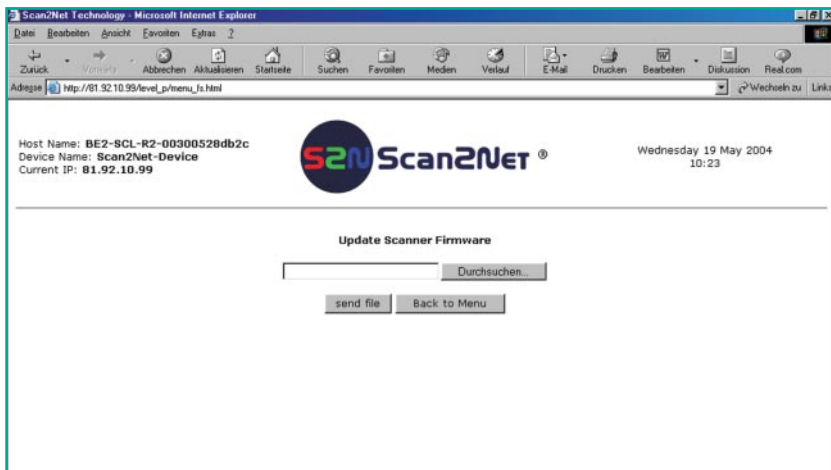 Scan2Net Technology - Microsoft Internet Explorer
Datei Bearbeiten Ansicht Favoriten Extras ?
Zurück Vorwärts Abbrechen Aktualisieren Startseite Suchen Favoriten Medien Verlauf E-Mail Drucken Bearbeiten Diskussion Real.com
Adresse http://81.92.10.99/level_p/menu_fs.html Wechseln zu Links
Host Name: BE2-SCL-R2-00300528db2c
Device Name: Scan2Net-Device
Current IP: 81.92.10.99
S2N Scan2Net ®
Wednesday 19 May 2004
10:23
Update Scanner Firmware
Durchsuchen...
send file Back to Menu